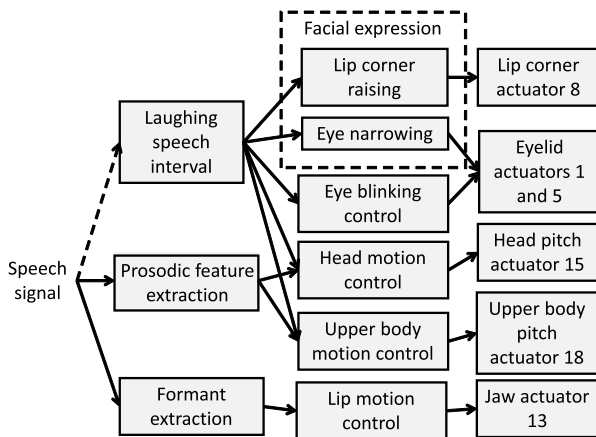 Facial expression
Lip corner
raising
Lip corner
actuator 8
Laughing
speech
interval
Eye narrowing
Eyelid
actuators 1
and 5
Eye blinking
control
Speech
signal
Prosodic feature
extraction
Head motion
control
Head pitch
actuator 15
Upper body
motion control
Upper body
pitch
actuator 18
Formant
extraction
Lip motion
control
Jaw actuator
13